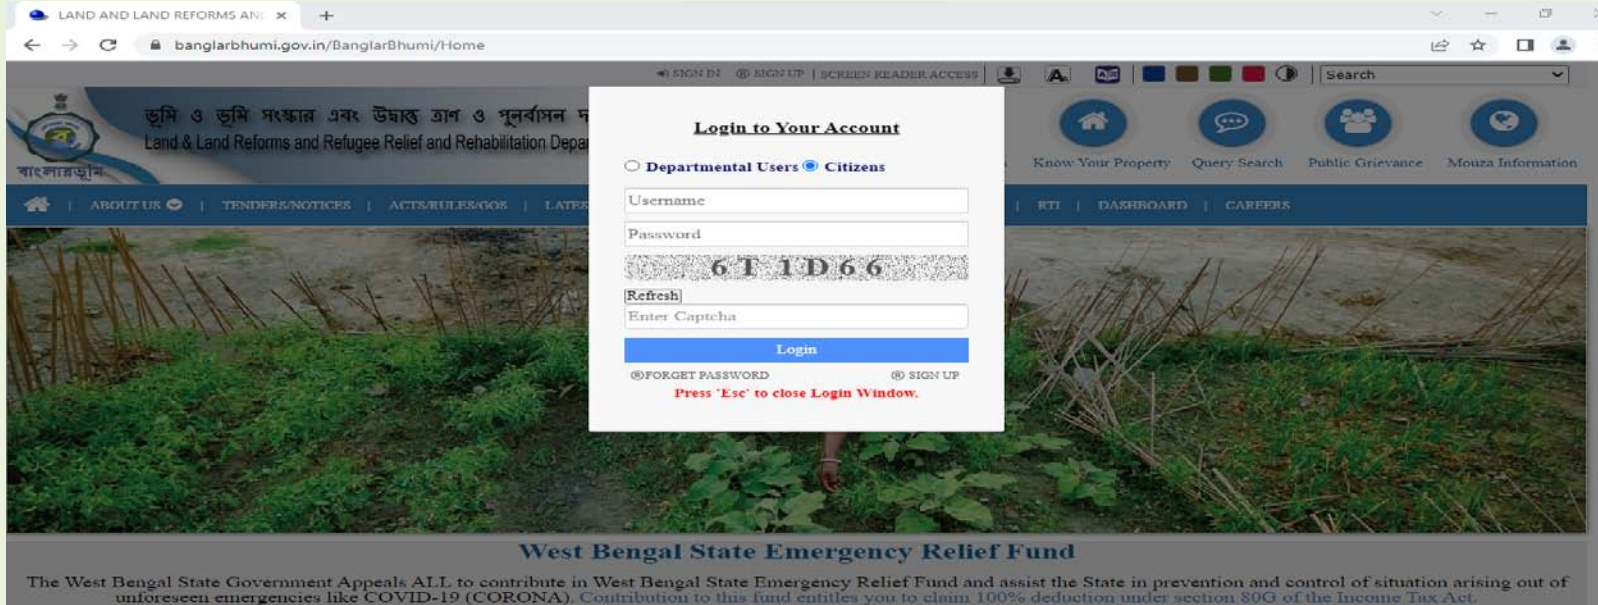 LAND AND LAND REFORMS AN
banglarbhumi.gov.in/BanglarBhumi/Home
SIGN IN SIGN UP | SCREEN READER ACCESS | A | Search
ভূমি ও ভূমি সংস্কার এবং উদ্বাস্তু ত্রাণ ও পুনর্বাসন দ
Land & Land Reforms and Refugee Relief and Rehabilitation Depar
বাংলারভূমি
Know Your Property Query Search Public Grievance Mouza Information
| ABOUT US | TENDERS/NOTICES | ACTS/RULES/GOS | LATES | RTI | DASHBOARD | CAREERS
Login to Your Account
Departmental Users Citizens
Username
Password
6T 1D66
Refresh
Enter Captcha
Login
®FORGET PASSWORD ® SIGN UP
Press 'Esc' to close Login Window.
West Bengal State Emergency Relief Fund
The West Bengal State Government Appeals ALL to contribute in West Bengal State Emergency Relief Fund and assist the State in prevention and control of situation arising out of
unforeseen emergencies like COVID-19 (CORONA). Contribution to this fund entitles you to claim 100% deduction under section 80G of the Income Tax Act.